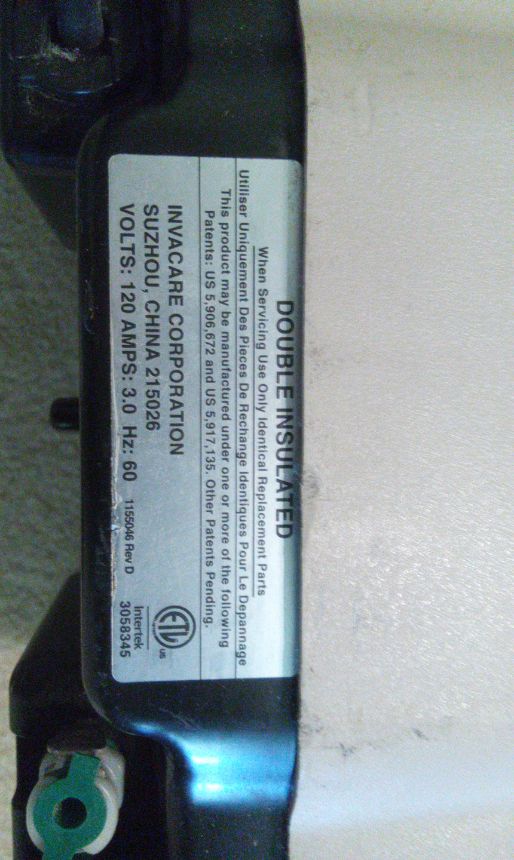 DOUBLE INSULATED
When Servicing Use Only Identical Replacement Parts
Utiliser Uniquement Des Pieces De Rechange Identiques Pour Le Depannage
This product may be manufactured under one or more of the following
Patents: US 5,906,672 and US 5,917,135. Other Patents Pending.
INVACARE CORPORATION
SUZHOU, CHINA 215026
VOLTS: 120 AMPS: 3.0 Hz: 60 1155046 Rev D
ETL
US
Intertek
3058345